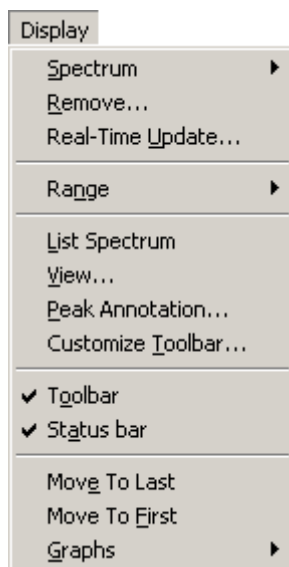 Display
Spectrum
Remove...
Real-Time Update...
Range
List Spectrum
View...
Peak Annotation...
Customize Toolbar...
Toolbar
Status bar
Move To Last
Move To First
Graphs